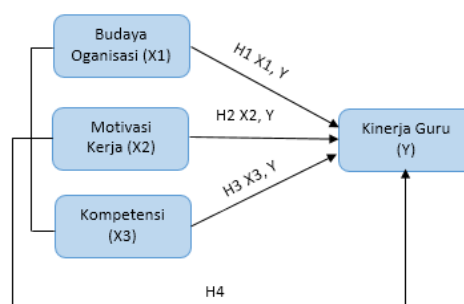 Budaya
Oganisasi (X1)
H1 X1, Y
Motivasi
Kerja (X2)
H2 X2, Y
Kinerja Guru
(Y)
H3 X3, Y
Kompetensi
(X3)
H4